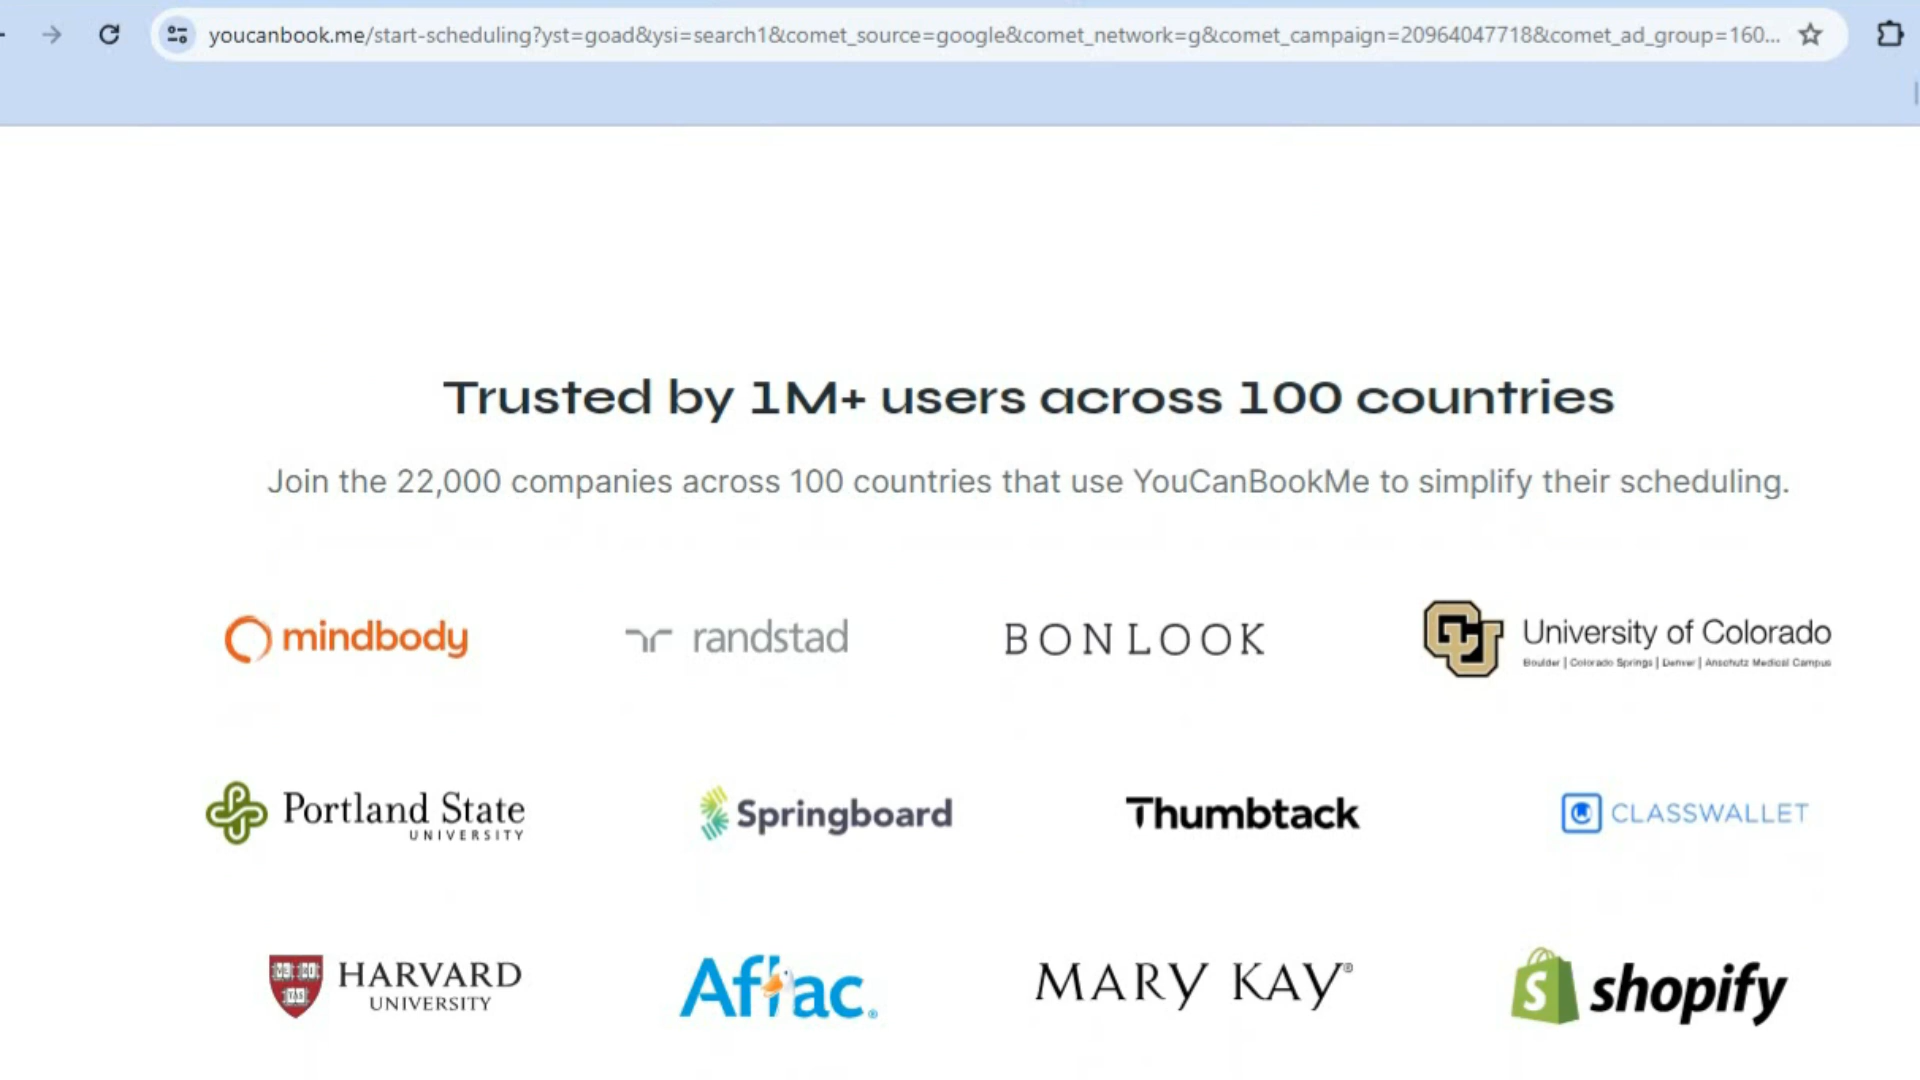 youcanbook.me/start-scheduling?yst=goad&ysi=search1&comet_source=google&comet_network=g&comet_campaign=20964047718&comet_ad_group=160...
Trusted by 1M+ users across 100 countries
Join the 22,000 companies across 100 countries that use YouCanBookMe to simplify their scheduling.
mindbody
randstad
BONLOOK
University of Colorado
Boulder | Colorado Springs | Denver | Anschutz Medical Campus
Portland State
UNIVERSITY
Springboard
Thumbtack
CLASSWALLET
HARVARD
UNIVERSITY
Aflac®
MARY KAY®
shopify